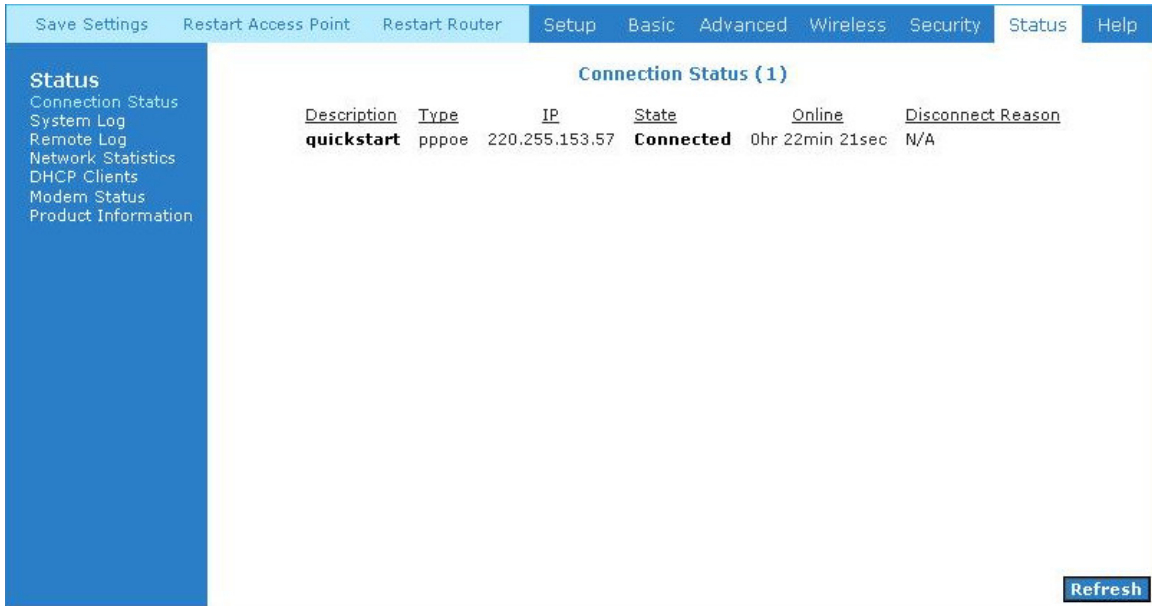 Save Settings Restart Access Point Restart Router Setup Basic Advanced Wireless Security Status Help
Status
Connection Status
System Log
Remote Log
Network Statistics
DHCP Clients
Modem Status
Product Information
Connection Status (1)
Description Type IP State Online Disconnect Reason
quickstart pppoe 220.255.153.57 Connected 0hr 22min 21sec N/A
Refresh